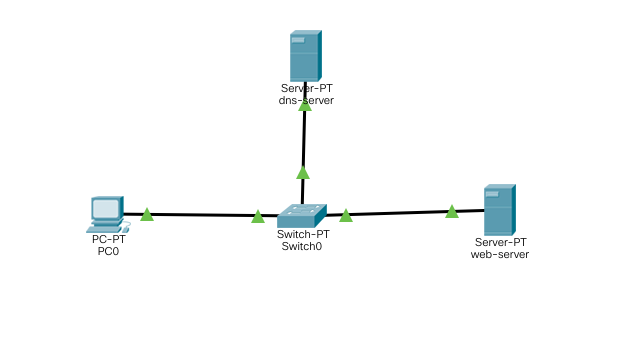 Server-PT
dns-server
PC-PT
PC0
Switch-PT
Switch0
Server-PT
web-server